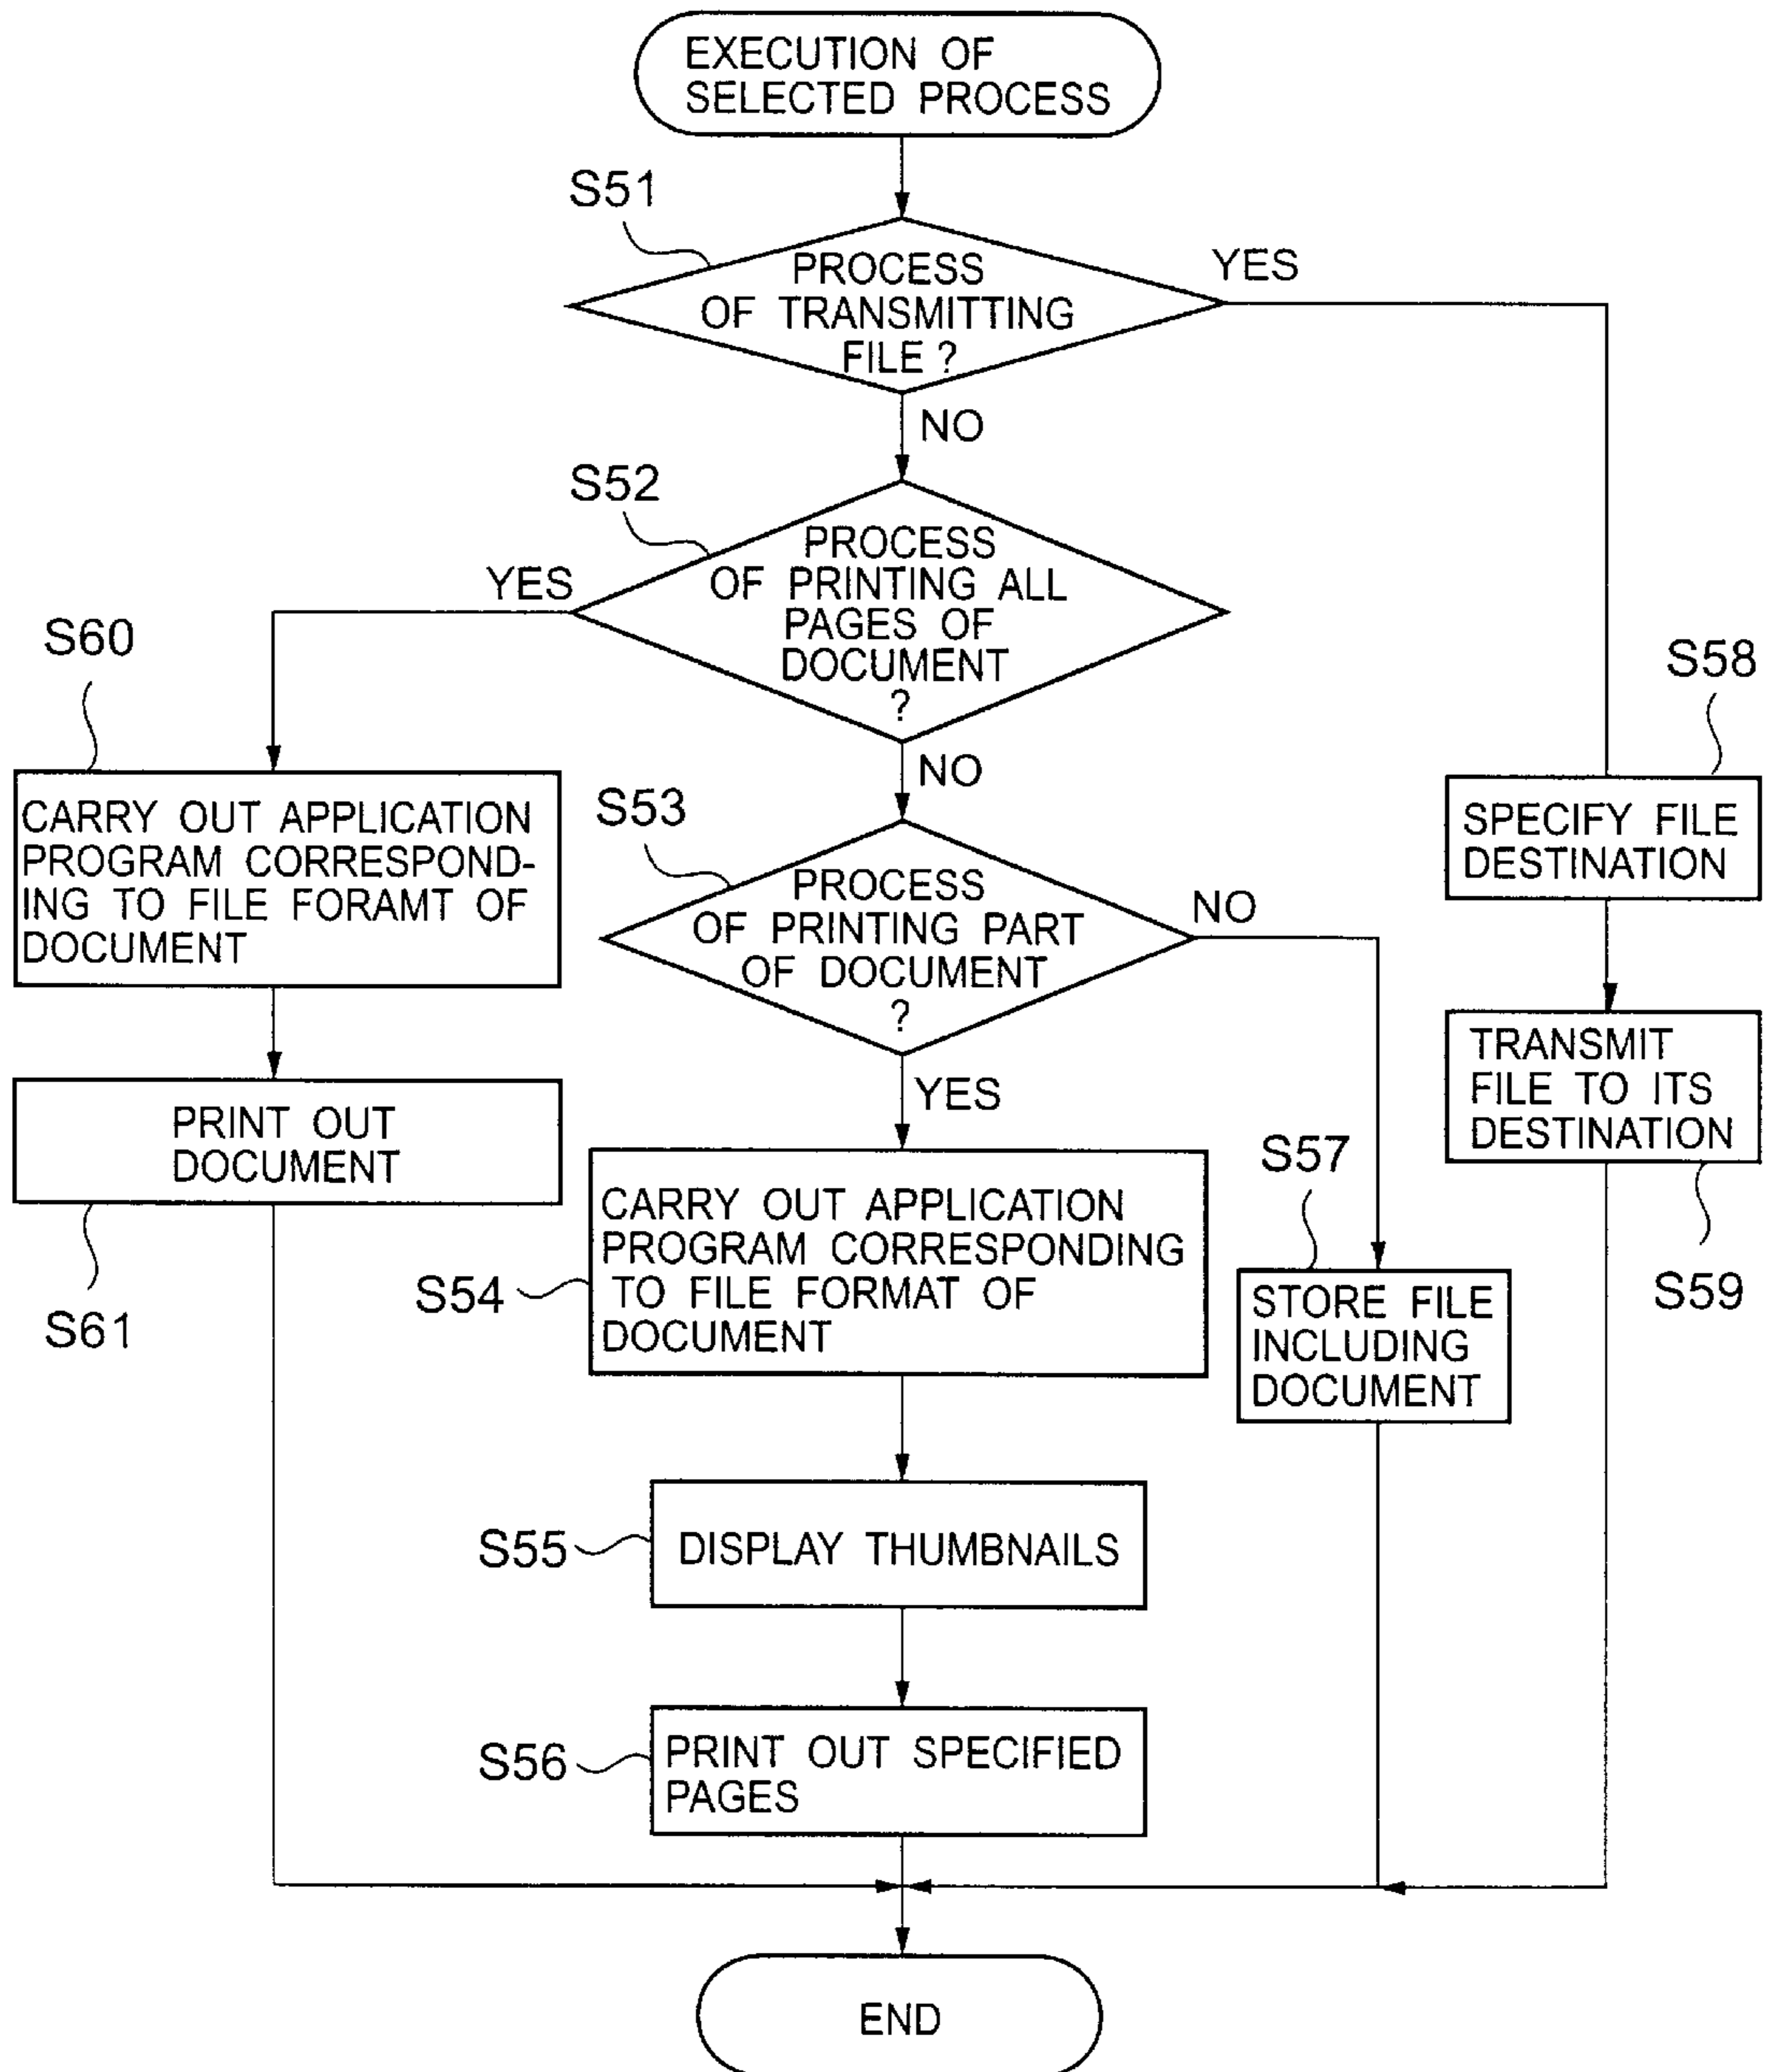 EXECUTION OF
SELECTED PROCESS
S51
PROCESS
OF TRANSMITTING
FILE ?
YES
NO
S52
PROCESS
OF PRINTING ALL
PAGES OF
DOCUMENT
?
YES
NO
S60
CARRY OUT APPLICATION
PROGRAM CORRESPOND-
ING TO FILE FORAMT OF
DOCUMENT
PRINT OUT
DOCUMENT
S61
S53
PROCESS
OF PRINTING PART
OF DOCUMENT
?
NO
YES
S58
SPECIFY FILE
DESTINATION
TRANSMIT
FILE TO ITS
DESTINATION
S59
S54
CARRY OUT APPLICATION
PROGRAM CORRESPONDING
TO FILE FORMAT OF
DOCUMENT
S57
STORE FILE
INCLUDING
DOCUMENT
S55
DISPLAY THUMBNAILS
S56
PRINT OUT SPECIFIED
PAGES
END